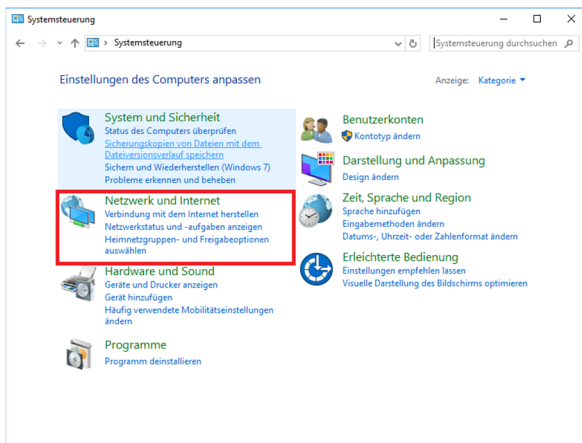 Systemsteuerung
Systemsteuerung
Systemsteuerung durchsuchen
Einstellungen des Computers anpassen
Anzeige: Kategorie
System und Sicherheit
Status des Computers überprüfen
Sicherungskopien von Dateien mit dem
Dateiversionsverlauf speichern
Sichern und Wiederherstellen (Windows 7)
Probleme erkennen und beheben
Netzwerk und Internet
Verbindung mit dem Internet herstellen
Netzwerkstatus und -aufgaben anzeigen
Heimnetzgruppen- und Freigabeoptionen
auswählen
Hardware und Sound
Geräte und Drucker anzeigen
Gerät hinzufügen
Häufig verwendete Mobilitätseinstellungen
ändern
Programme
Programm deinstallieren
Benutzerkonten
Kontotyp ändern
Darstellung und Anpassung
Design ändern
Zeit, Sprache und Region
Sprache hinzufügen
Eingabemethoden ändern
Datums-, Uhrzeit- oder Zahlenformat ändern
Erleichterte Bedienung
Einstellungen empfehlen lassen
Visuelle Darstellung des Bildschirms optimieren